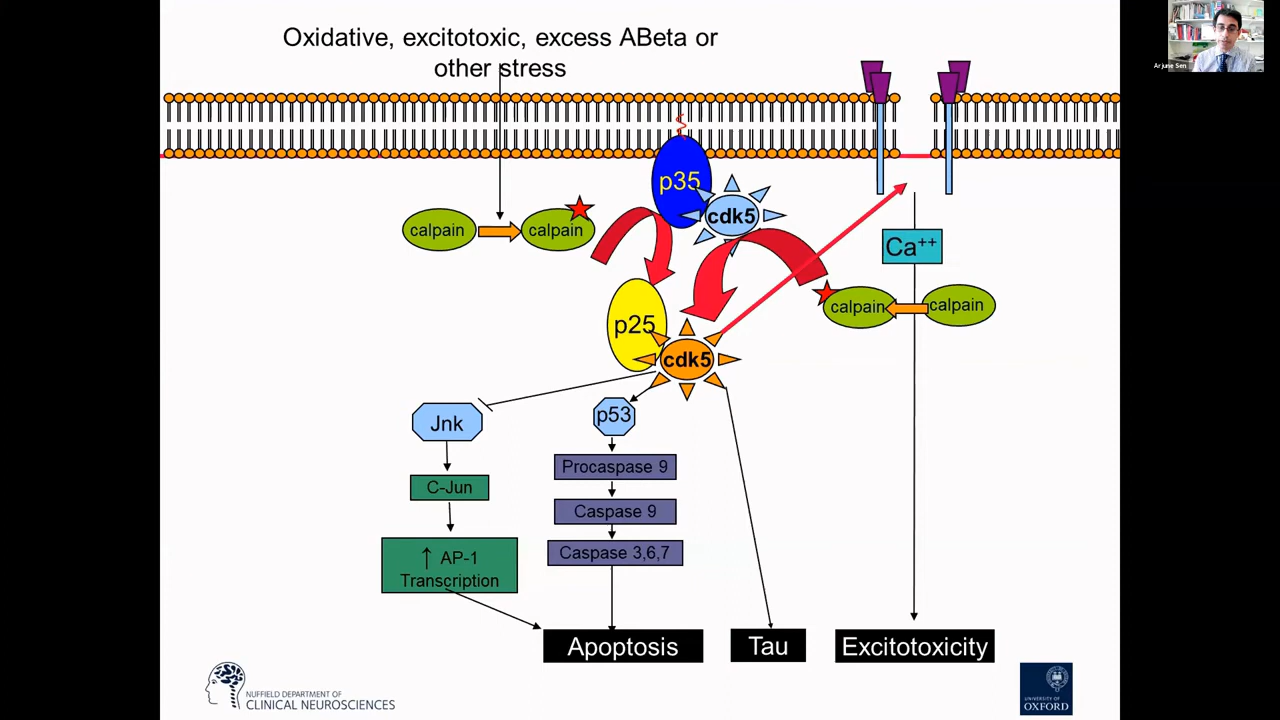 Oxidative, excitotoxic, excess ABeta or
other stress
Arjune Sen
p35
cdk5
calpain
calpain
Ca++
calpain
calpain
p25
cdk5
Jnk
p53
Procaspase 9
C-Jun
Caspase 9
↑ AP-1
Transcription
Caspase 3,6,7
Apoptosis
Tau
Excitotoxicity
NUFFIELD DEPARTMENT OF
CLINICAL NEUROSCIENCES
UNIVERSITY OF
OXFORD